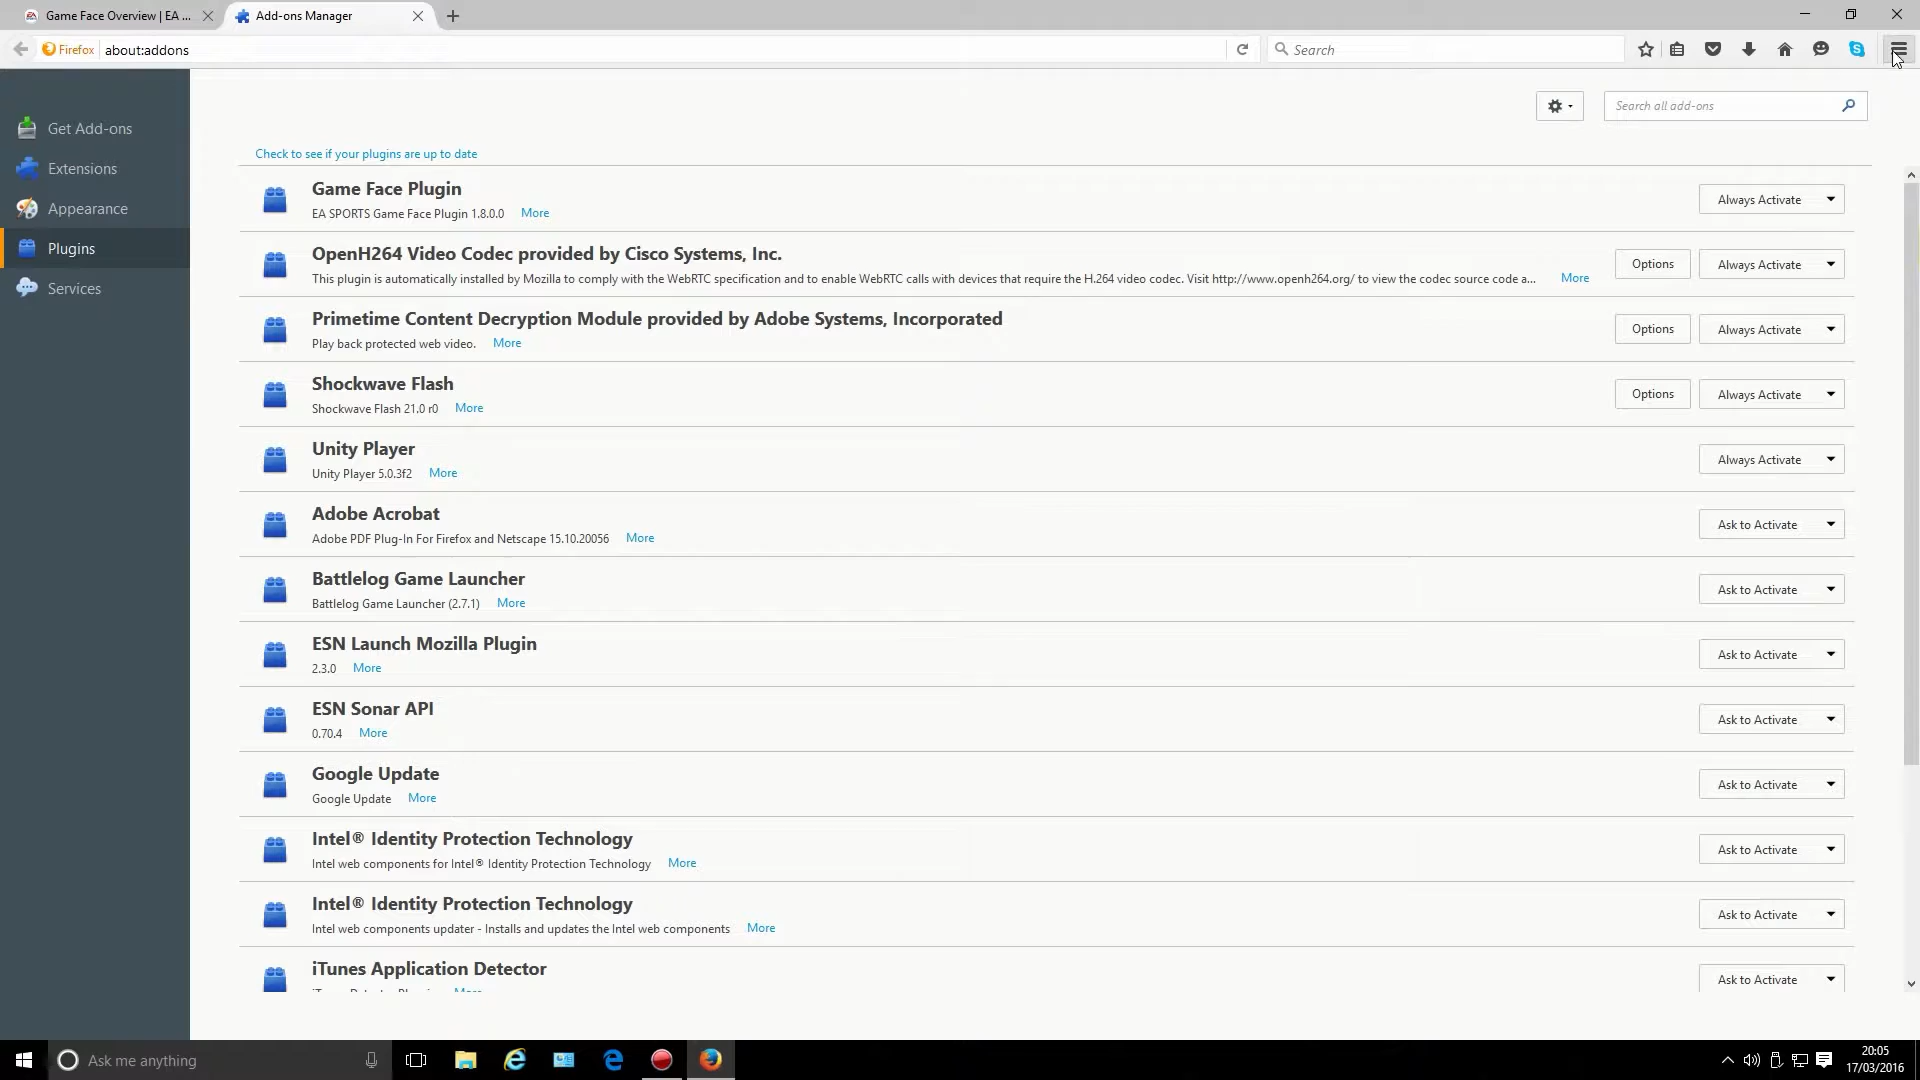 Game Face Overview | EA ...
Add-ons Manager
Firefox
about:addons
Search
Get Add-ons
Extensions
Appearance
Plugins
Services
Search all add-ons
Check to see if your plugins are up to date
Game Face Plugin
EA SPORTS Game Face Plugin 1.8.0.0 More
Always Activate
OpenH264 Video Codec provided by Cisco Systems, Inc.
This plugin is automatically installed by Mozilla to comply with the WebRTC specification and to enable WebRTC calls with devices that require the H.264 video codec. Visit http://www.openh264.org/ to view the codec source code a... More
Options
Always Activate
Primetime Content Decryption Module provided by Adobe Systems, Incorporated
Play back protected web video. More
Options
Always Activate
Shockwave Flash
Shockwave Flash 21.0 r0 More
Options
Always Activate
Unity Player
Unity Player 5.0.3f2 More
Always Activate
Adobe Acrobat
Adobe PDF Plug-In For Firefox and Netscape 15.10.20056 More
Ask to Activate
Battlelog Game Launcher
Battlelog Game Launcher (2.7.1) More
Ask to Activate
ESN Launch Mozilla Plugin
2.3.0 More
Ask to Activate
ESN Sonar API
0.70.4 More
Ask to Activate
Google Update
Google Update More
Ask to Activate
Intel® Identity Protection Technology
Intel web components for Intel® Identity Protection Technology More
Ask to Activate
Intel® Identity Protection Technology
Intel web components updater - Installs and updates the Intel web components More
Ask to Activate
iTunes Application Detector
Ask to Activate
Ask me anything
20:05
17/03/2016